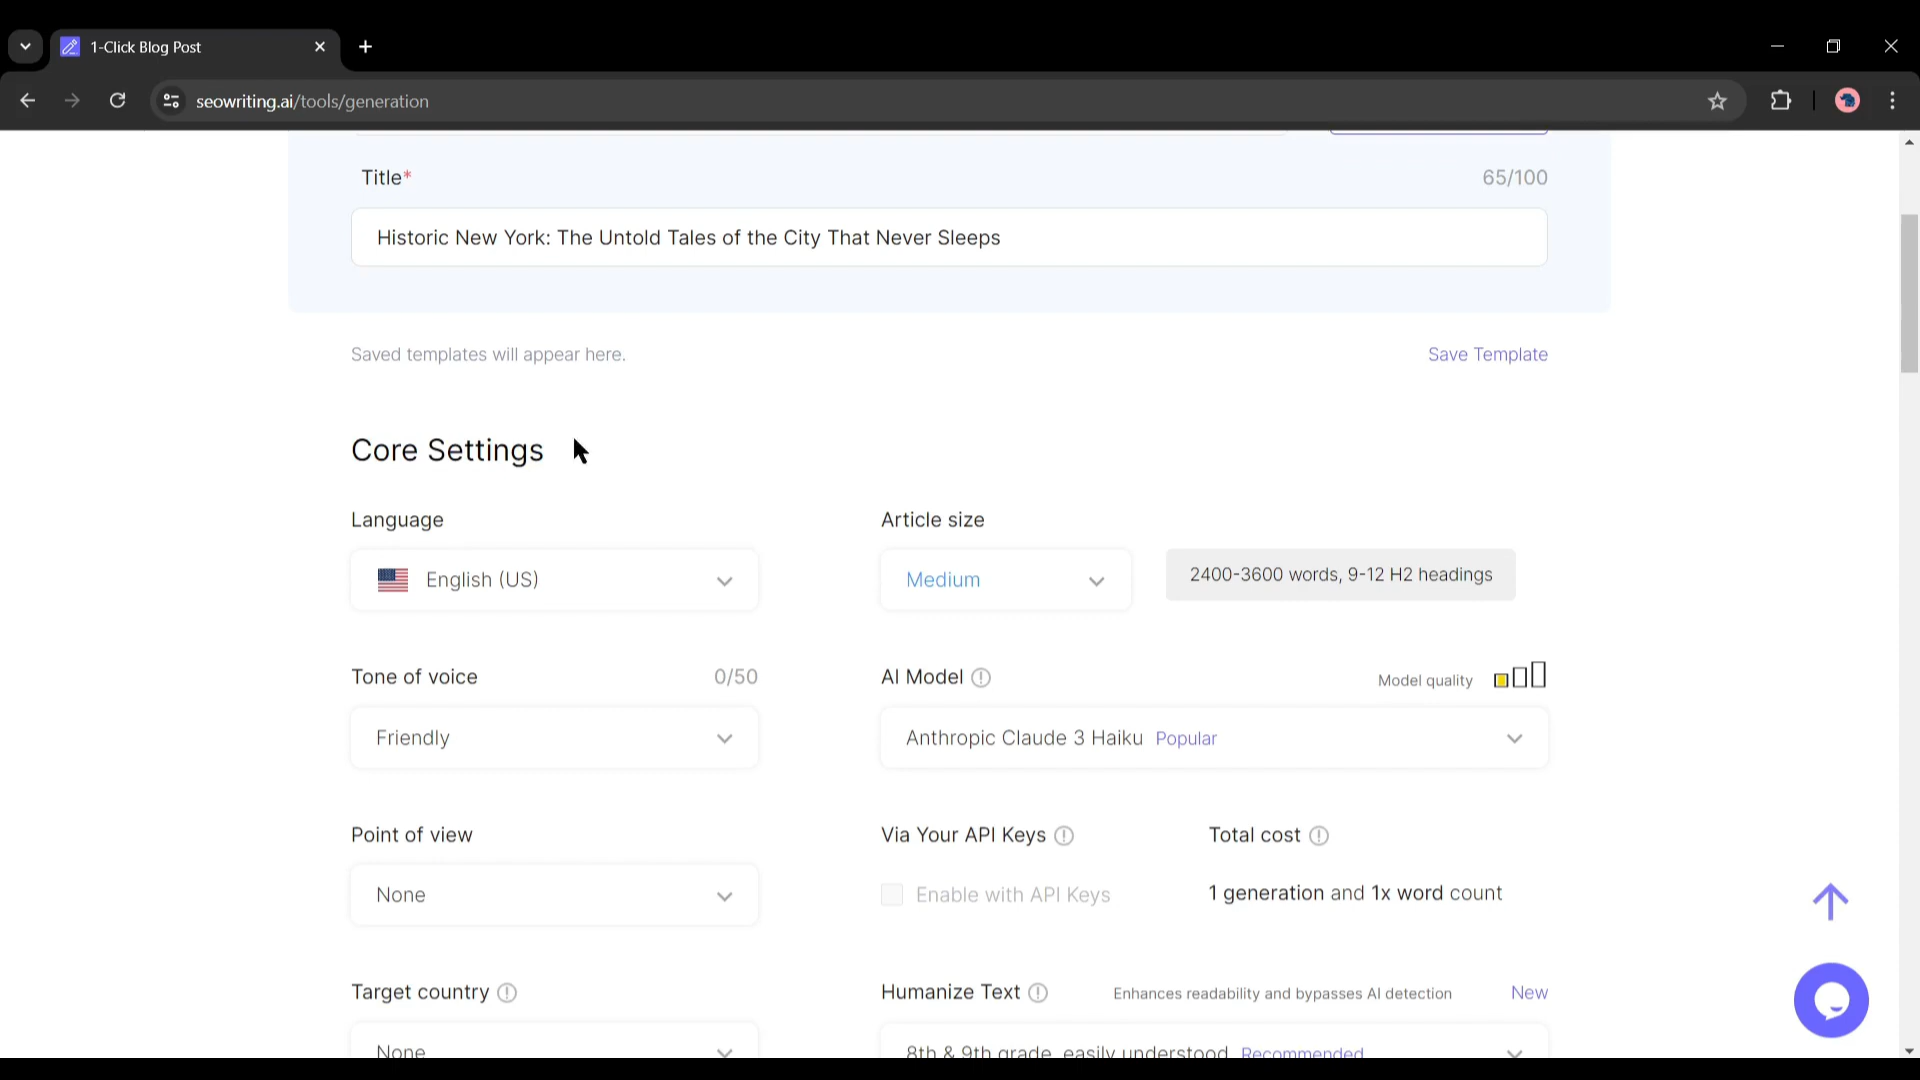 1-Click Blog Post
seowriting.ai/tools/generation
Title* 65/100
Historic New York: The Untold Tales of the City That Never Sleeps
Saved templates will appear here. Save Template
Core Settings
Language Article size
English (US) Medium 2400-3600 words, 9-12 H2 headings
Tone of voice 0/50 AI Model Model quality
Friendly Anthropic Claude 3 Haiku Popular
Point of view Via Your API Keys Total cost
None Enable with API Keys 1 generation and 1x word count
Target country Humanize Text Enhances readability and bypasses AI detection New
None 8th & 9th grade, easily understood Recommended